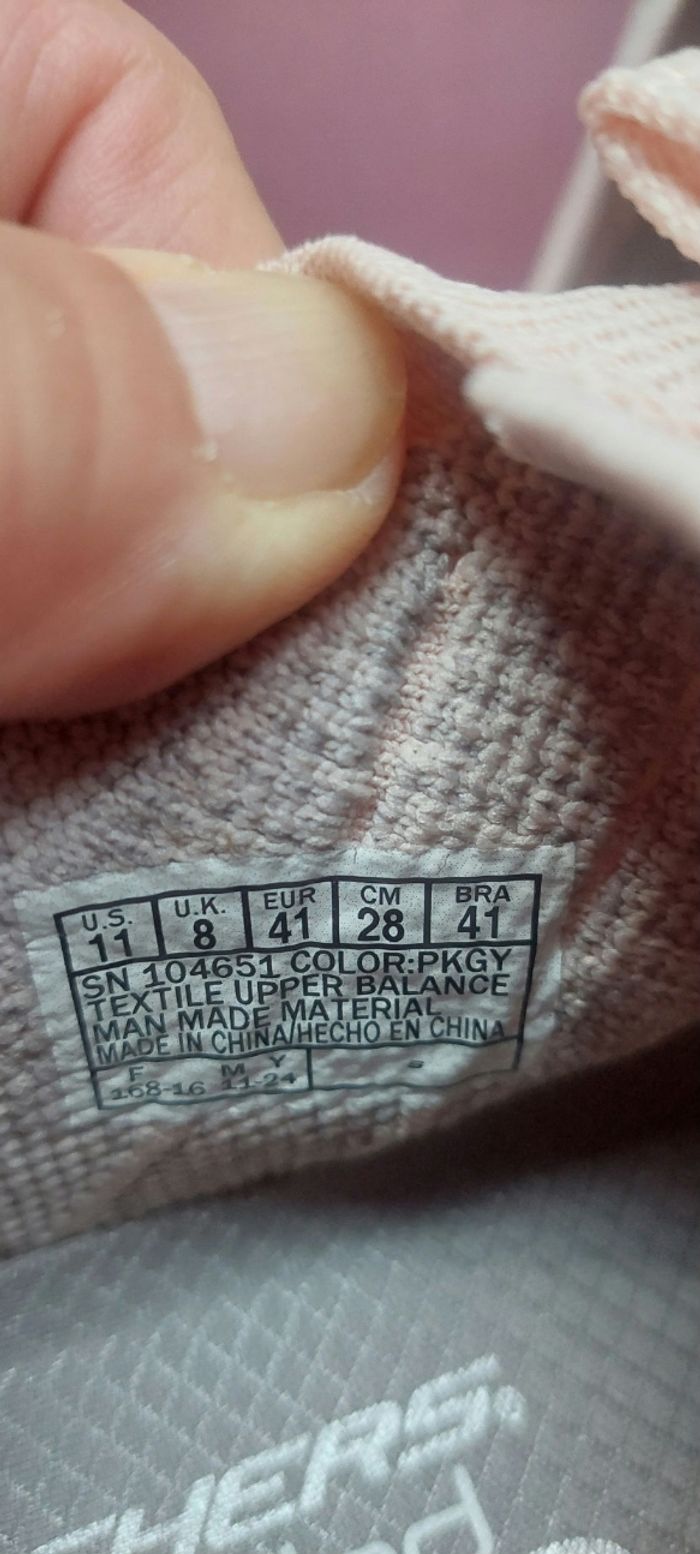 U.S. U.K. EUR CM BRA
11 8 41 28 41
SN 104651 COLOR:PKGY
TEXTILE UPPER BALANCE
MAN MADE MATERIAL
MADE IN CHINA/HECHO EN CHINA
F M Y
168-16 11-24
HERS